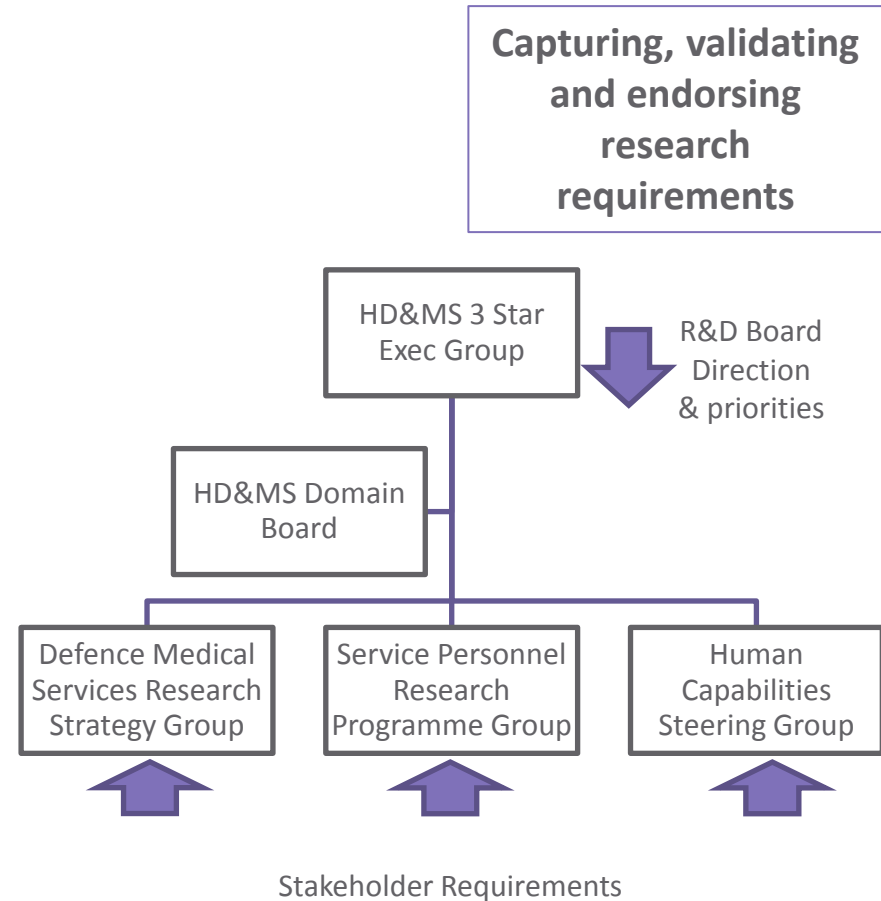 Capturing, validating
and endorsing
research
requirements
HD&MS 3 Star
Exec Group
R&D Board
Direction
& priorities
HD&MS Domain
Board
Defence Medical
Services Research
Strategy Group
Service Personnel
Research
Programme Group
Human
Capabilities
Steering Group
Stakeholder Requirements